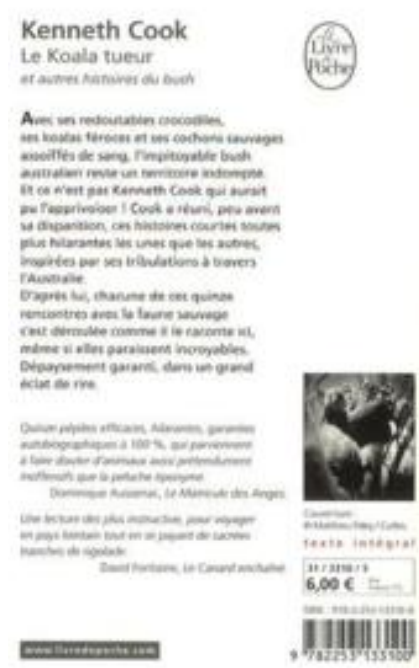 Kenneth Cook
Le Koala tueur
et autres histoires du bush
Le
Livre
de
Poche
Avec ses redoutables crocodiles,
ses koalas féroces et ses cochons sauvages
assoiffés de sang, l'impitoyable bush
australien reste un territoire indompté.
Et ce n'est pas Kenneth Cook qui aurait
pu l'apprivoiser ! Cook a réuni, peu avant
sa disparition, ces histoires courtes toutes
plus hilarantes les unes que les autres,
inspirées par ses tribulations à travers
l'Australie.
D'après lui, chacune de ces quinze
rencontres avec la faune sauvage
s'est déroulée comme il le raconte ici,
même si elles paraissent incroyables.
Dépaysement garanti, dans un grand
éclat de rire.
Quinze pépites efficaces, hilarantes, garanties
autobiographiques à 100 %, qui parviennent
à faire douter d'animaux aussi prétendument
inoffensifs que la peluche éponyme.
Dominique Aussenac, Le Matricule des Anges.
Une lecture des plus instructive, pour voyager
en pays lointain tout en se payant de sacrées
tranches de rigolade.
David Fontaine, Le Canard enchaîné.
Couverture :
texte intégral
31/3310/5
6,00 €
www.livredepoche.com
9 782253 133100